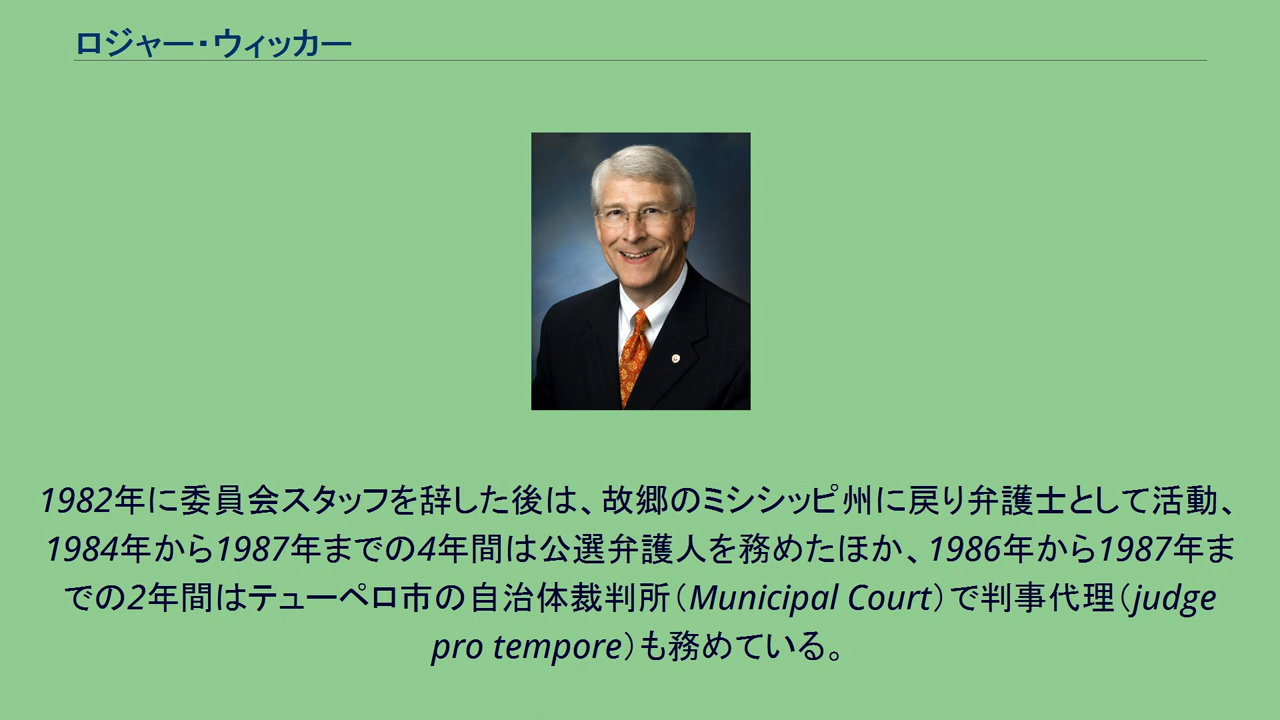 ロジャー・ウィッカー
1982年に委員会スタッフを辞した後は、故郷のミシシッピ州に戻り弁護士として活動、
1984年から1987年までの4年間は公選弁護人を務めたほか、1986年から1987年ま
での2年間はテューペロ市の自治体裁判所（Municipal Court）で判事代理（judge
pro tempore）も務めている。